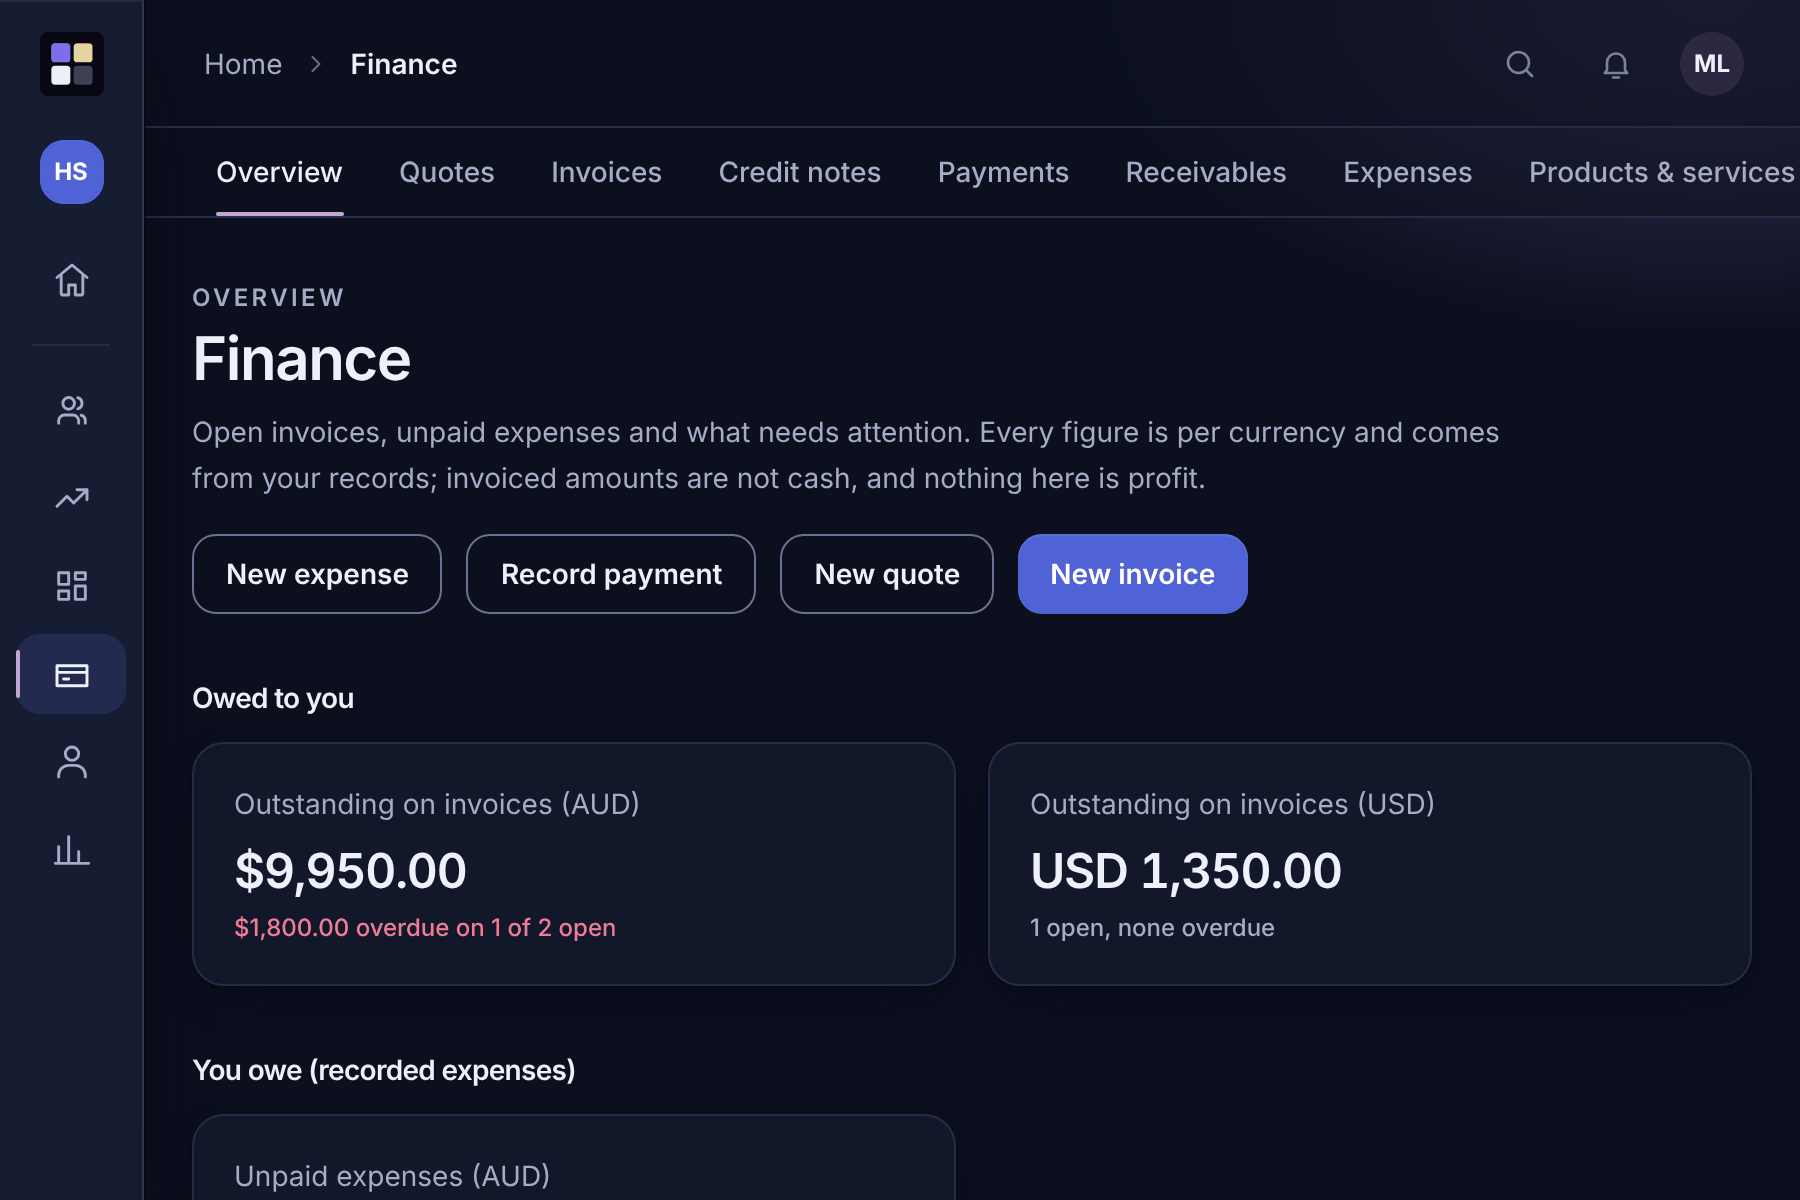 Home
Finance
ML
HS
Overview
Quotes
Invoices
Credit notes
Payments
Receivables
Expenses
Products & services
OVERVIEW
Finance
Open invoices, unpaid expenses and what needs attention. Every figure is per currency and comes
from your records; invoiced amounts are not cash, and nothing here is profit.
New expense
Record payment
New quote
New invoice
Owed to you
Outstanding on invoices (AUD)
$9,950.00
$1,800.00 overdue on 1 of 2 open
Outstanding on invoices (USD)
USD 1,350.00
1 open, none overdue
You owe (recorded expenses)
Unpaid expenses (AUD)